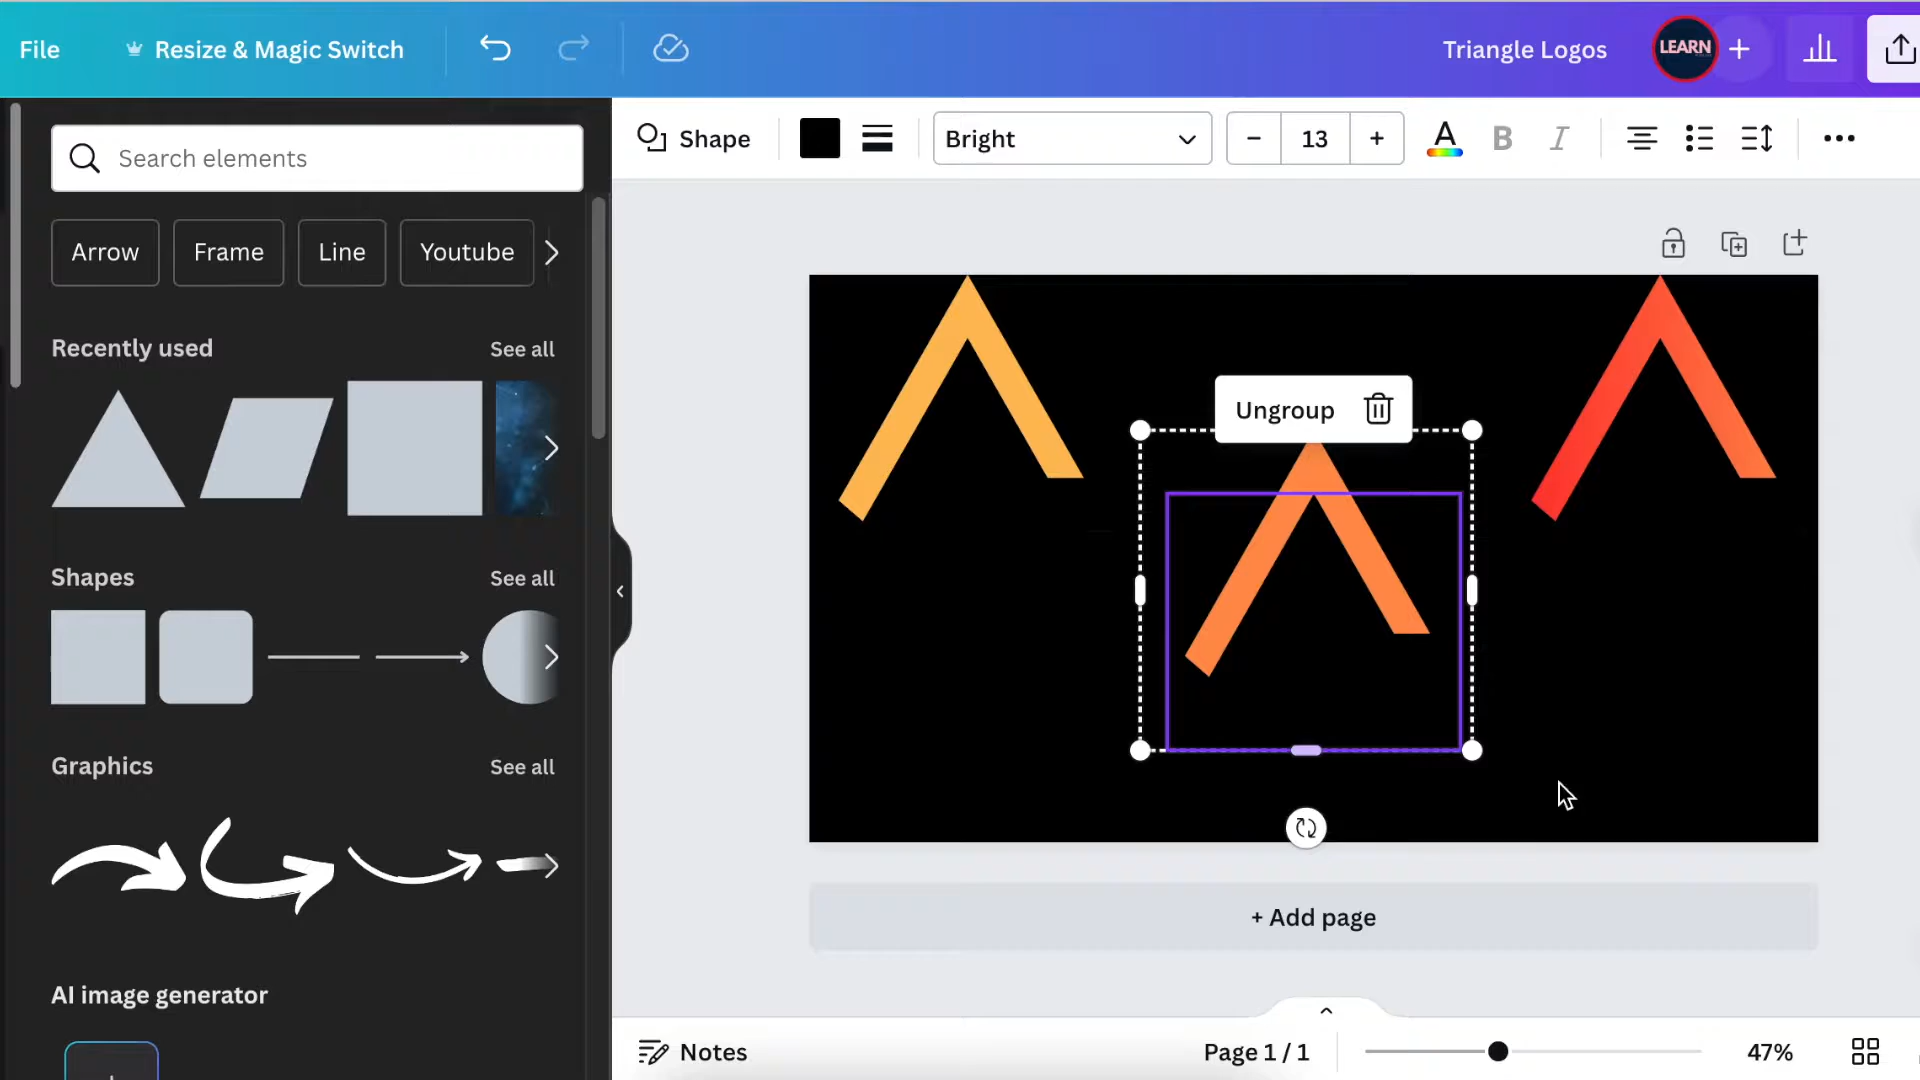 File
Resize & Magic Switch
Triangle Logos
LEARN
Search elements
Shape
Bright
13
A
B
I
Arrow
Frame
Line
Youtube
Recently used
See all
Ungroup
Shapes
See all
Graphics
See all
+ Add page
AI image generator
Notes
Page 1 / 1
47%